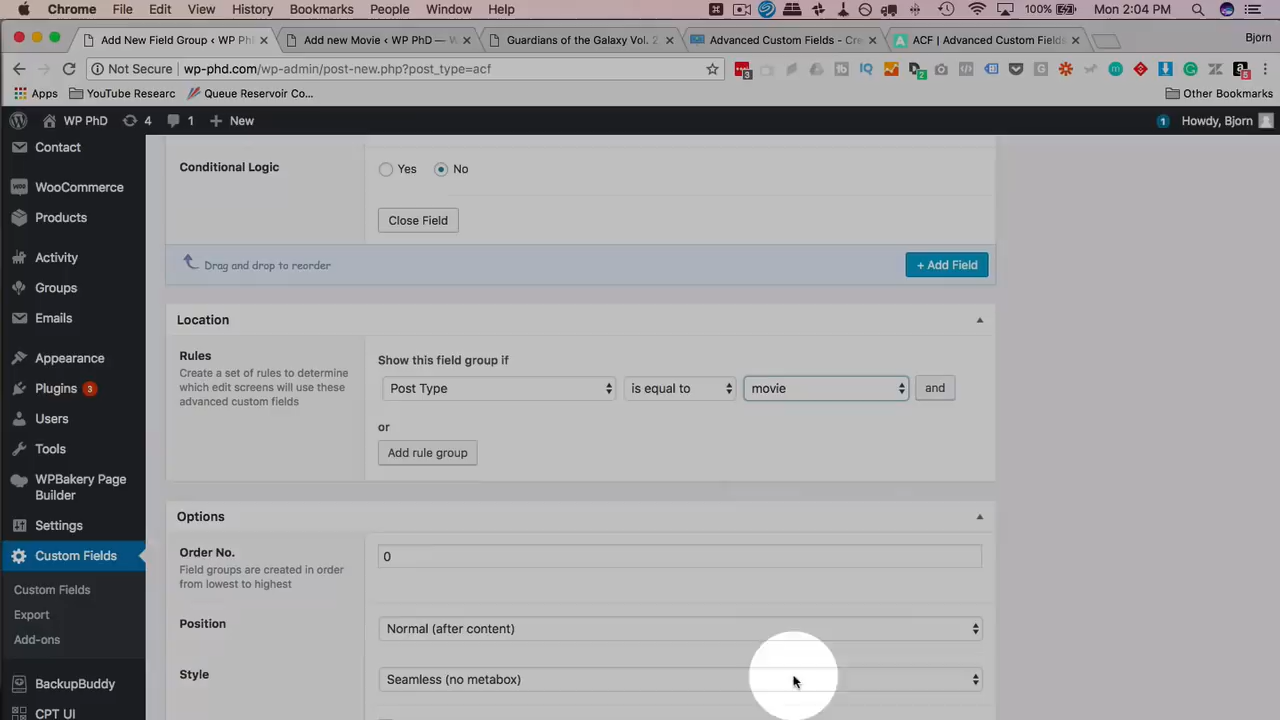 Chrome File Edit View History Bookmarks People Window Help 100% Mon 2:04 PM
Add New Field Group ‹ WP Ph
Add new Movie ‹ WP PhD — W
Guardians of the Galaxy Vol. 2
Advanced Custom Fields - Cre
ACF | Advanced Custom Fields
Bjorn
Not Secure wp-phd.com/wp-admin/post-new.php?post_type=acf
Apps YouTube Researc Queue Reservoir Co... Other Bookmarks
WP PhD 4 1 New 1 Howdy, Bjorn
Contact
WooCommerce
Products
Activity
Groups
Emails
Appearance
Plugins 3
Users
Tools
WPBakery Page
Builder
Settings
Custom Fields
Custom Fields
Export
Add-ons
BackupBuddy
CPT UI
Conditional Logic
Yes No
Close Field
Drag and drop to reorder
+ Add Field
Location
Rules
Create a set of rules to determine
which edit screens will use these
advanced custom fields
Show this field group if
Post Type is equal to movie and
or
Add rule group
Options
Order No.
Field groups are created in order
from lowest to highest
0
Position
Normal (after content)
Style
Seamless (no metabox)